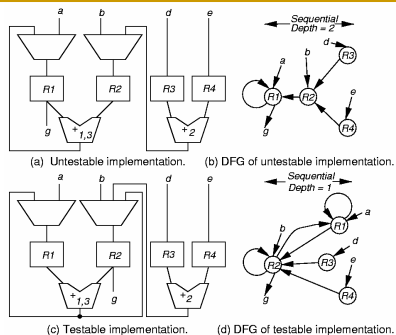 a b d e
R1 R2 R3 R4
g
+1,3 +2
(a) Untestable implementation.
Sequential
Depth = 2
d
R3
b
a
R1 R2
e
g
R4
(b) DFG of untestable implementation.
a b d e
R1 R2 R3 R4
+1,3 g +2
(c) Testable implementation.
Sequential
Depth = 1
R1 a
b
d
R2 R3
e
g
R4
(d) DFG of testable implementation.